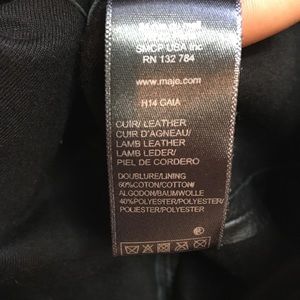 SMCP USA Inc
RN 132 784
www.maje.com
H14 GAIA
CUIR/ LEATHER
CUIR D'AGNEAU/
LAMB LEATHER/
LAMB LEDER/
PIEL DE CORDERO
DOUBLURE/LINING
60%COTON/COTTON/
ALGODON/BAUMWOLLE
40%POLYESTER/POLYESTER/
POLIESTER/POLYESTER
®